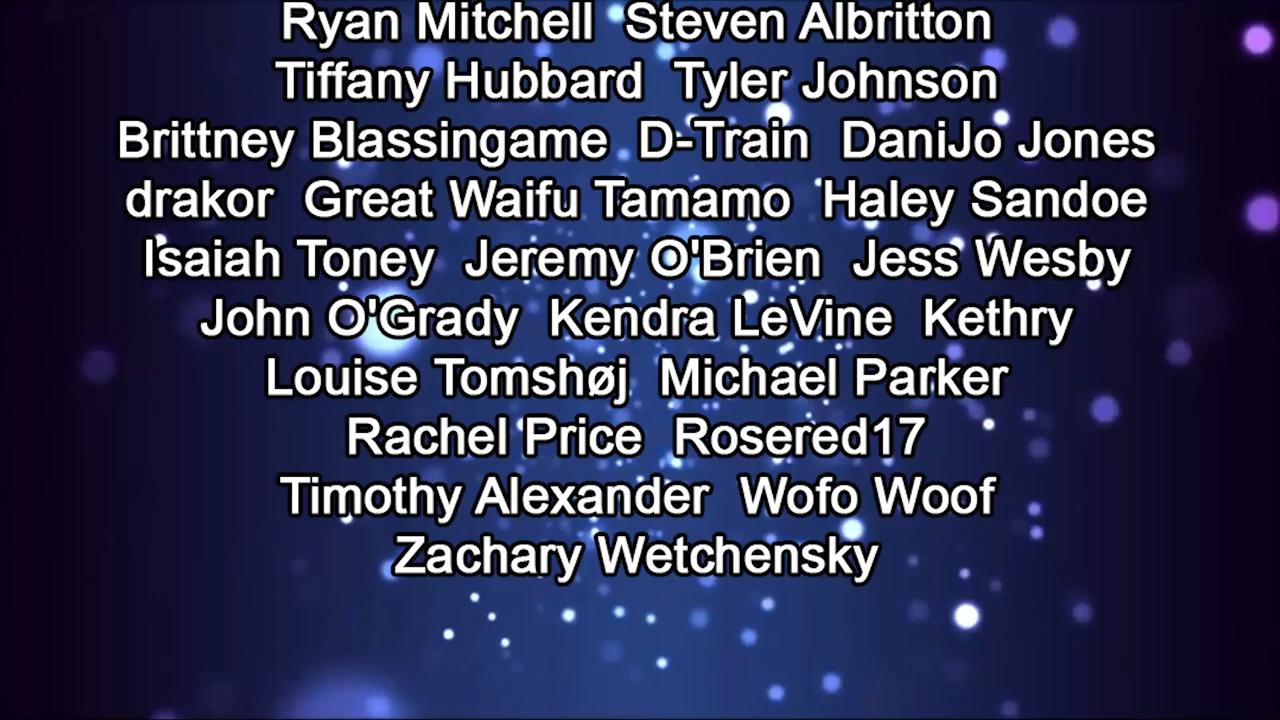 Ryan Mitchell  Steven Albritton
Tiffany Hubbard  Tyler Johnson
Brittney Blassingame  D-Train  DaniJo Jones
drakor  Great Waifu Tamamo  Haley Sandoe
Isaiah Toney  Jeremy O'Brien  Jess Wesby
John O'Grady  Kendra LeVine  Kethry
Louise Tomshøj  Michael Parker
Rachel Price  Rosered17
Timothy Alexander  Wofo Woof
Zachary Wetchensky